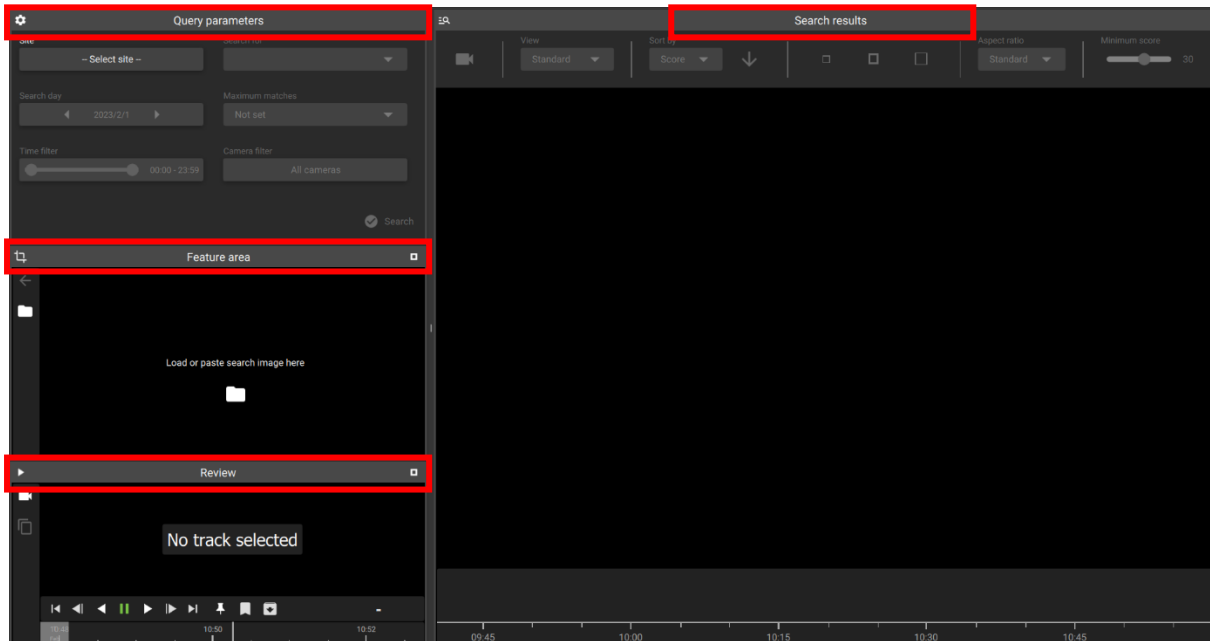 Query parameters
Site
Search for
-- Select site --
Search day
Maximum matches
2023/2/1
Not set
Time filter
Camera filter
00:00 - 23:59
All cameras
Search
Feature area
Load or paste search image here
Review
No track selected
-
10:48
10:50
10:52
Search results
View
Sort by
Aspect ratio
Minimum score
Standard
Score
Standard
30
09:45
10:00
10:15
10:30
10:45